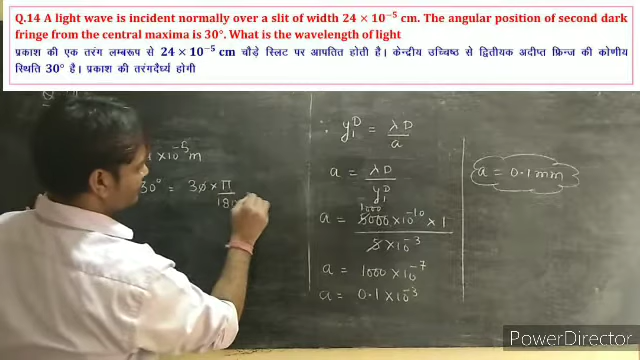 Q.14 A light wave is incident normally over a slit of width 24 × 10⁻⁵ cm. The angular position of second dark
fringe from the central maxima is 30°. What is the wavelength of light
प्रकाश की एक तरंग लम्बरूप से 24 × 10⁻⁵ cm चौड़े स्लिट पर आपतित होती है। केन्द्रीय उच्चिष्ठ से द्वितीयक अदीप्त फ्रिन्ज की कोणीय
स्थिति 30° है। प्रकाश की तरंगदैर्ध्य होगी
×10⁻⁵ m
30° = 30 × π/180
∵ y₁ᴰ = λD/a
a = λD/y₁ᴰ
a = 1000 5000 × 10⁻¹⁰ × 1 / 5 × 10⁻³
a = 1000 × 10⁻⁷
a = 0.1 × 10⁻³
a = 0.1 mm
PowerDirector